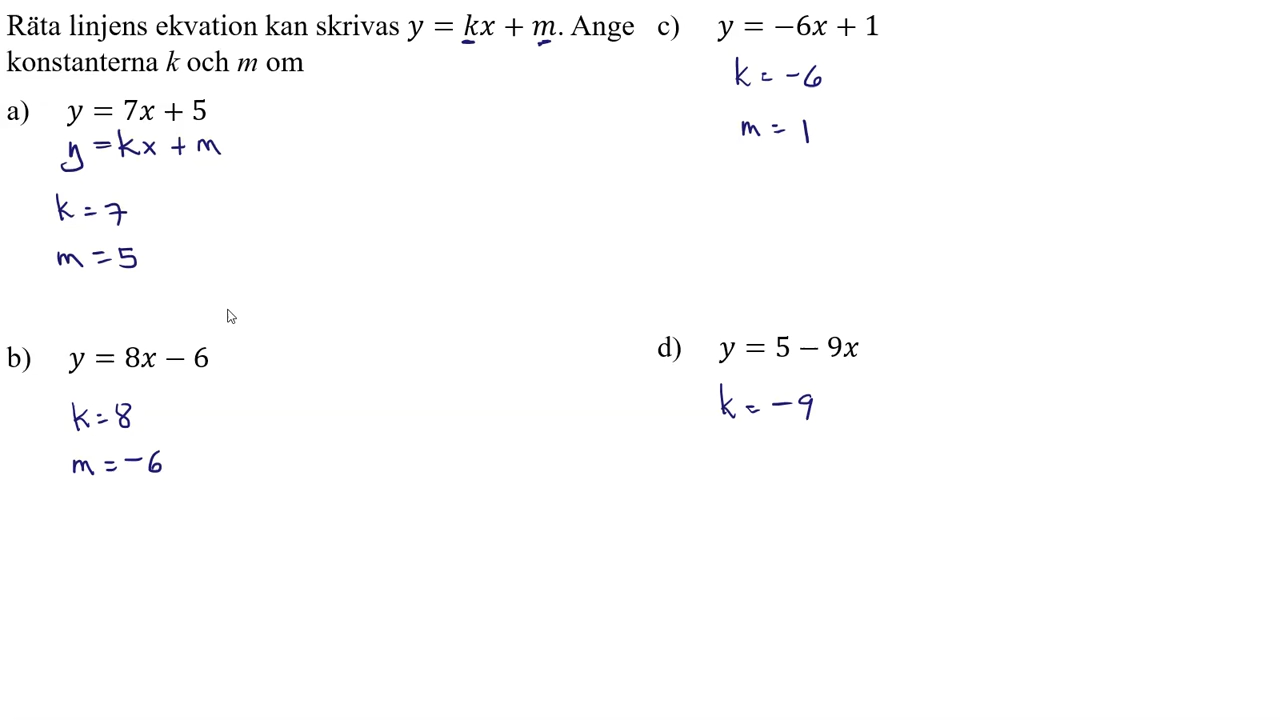 Räta linjens ekvation kan skrivas y = kx + m. Ange
konstanterna k och m om
a) y = 7x + 5
y = kx + m
k = 7
m = 5
b) y = 8x − 6
k = 8
m = −6
c) y = −6x + 1
k = −6
m = 1
d) y = 5 − 9x
k = −9